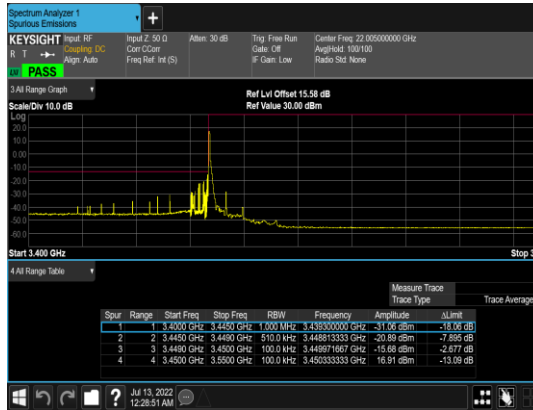 Spectrum Analyzer 1
Spurious Emissions
+
KEYSIGHT Input: RF Input Z: 50 Ω Atten: 30 dB Trig: Free Run Center Freq: 22.005000000 GHz
R T Coupling: DC Corr CCorr Gate: Off Avg|Hold: 100/100
Align: Auto Freq Ref: Int (S) IF Gain: Low Radio Std: None
PASS
3 All Range Graph Ref Lvl Offset 15.58 dB
Scale/Div 10.0 dB Ref Value 30.00 dBm
Log
20.0
10.0
0.00
-10.0
-20.0
-30.0
-40.0
-50.0
-60.0
Start 3.400 GHz Stop 3
4 All Range Table
Measure Trace
Trace Type Trace Average
Spur Range Start Freq Stop Freq RBW Frequency Amplitude ΔLimit
1 1 3.4000 GHz 3.4450 GHz 1.000 MHz 3.439300000 GHz -31.06 dBm -18.06 dB
2 2 3.4450 GHz 3.4490 GHz 510.0 kHz 3.448813333 GHz -20.89 dBm -7.895 dB
3 3 3.4490 GHz 3.4500 GHz 100.0 kHz 3.449971667 GHz -15.68 dBm -2.677 dB
4 4 3.4500 GHz 3.5500 GHz 100.0 kHz 3.450333333 GHz 16.91 dBm -13.09 dB
? Jul 13, 2022
12:28:51 AM